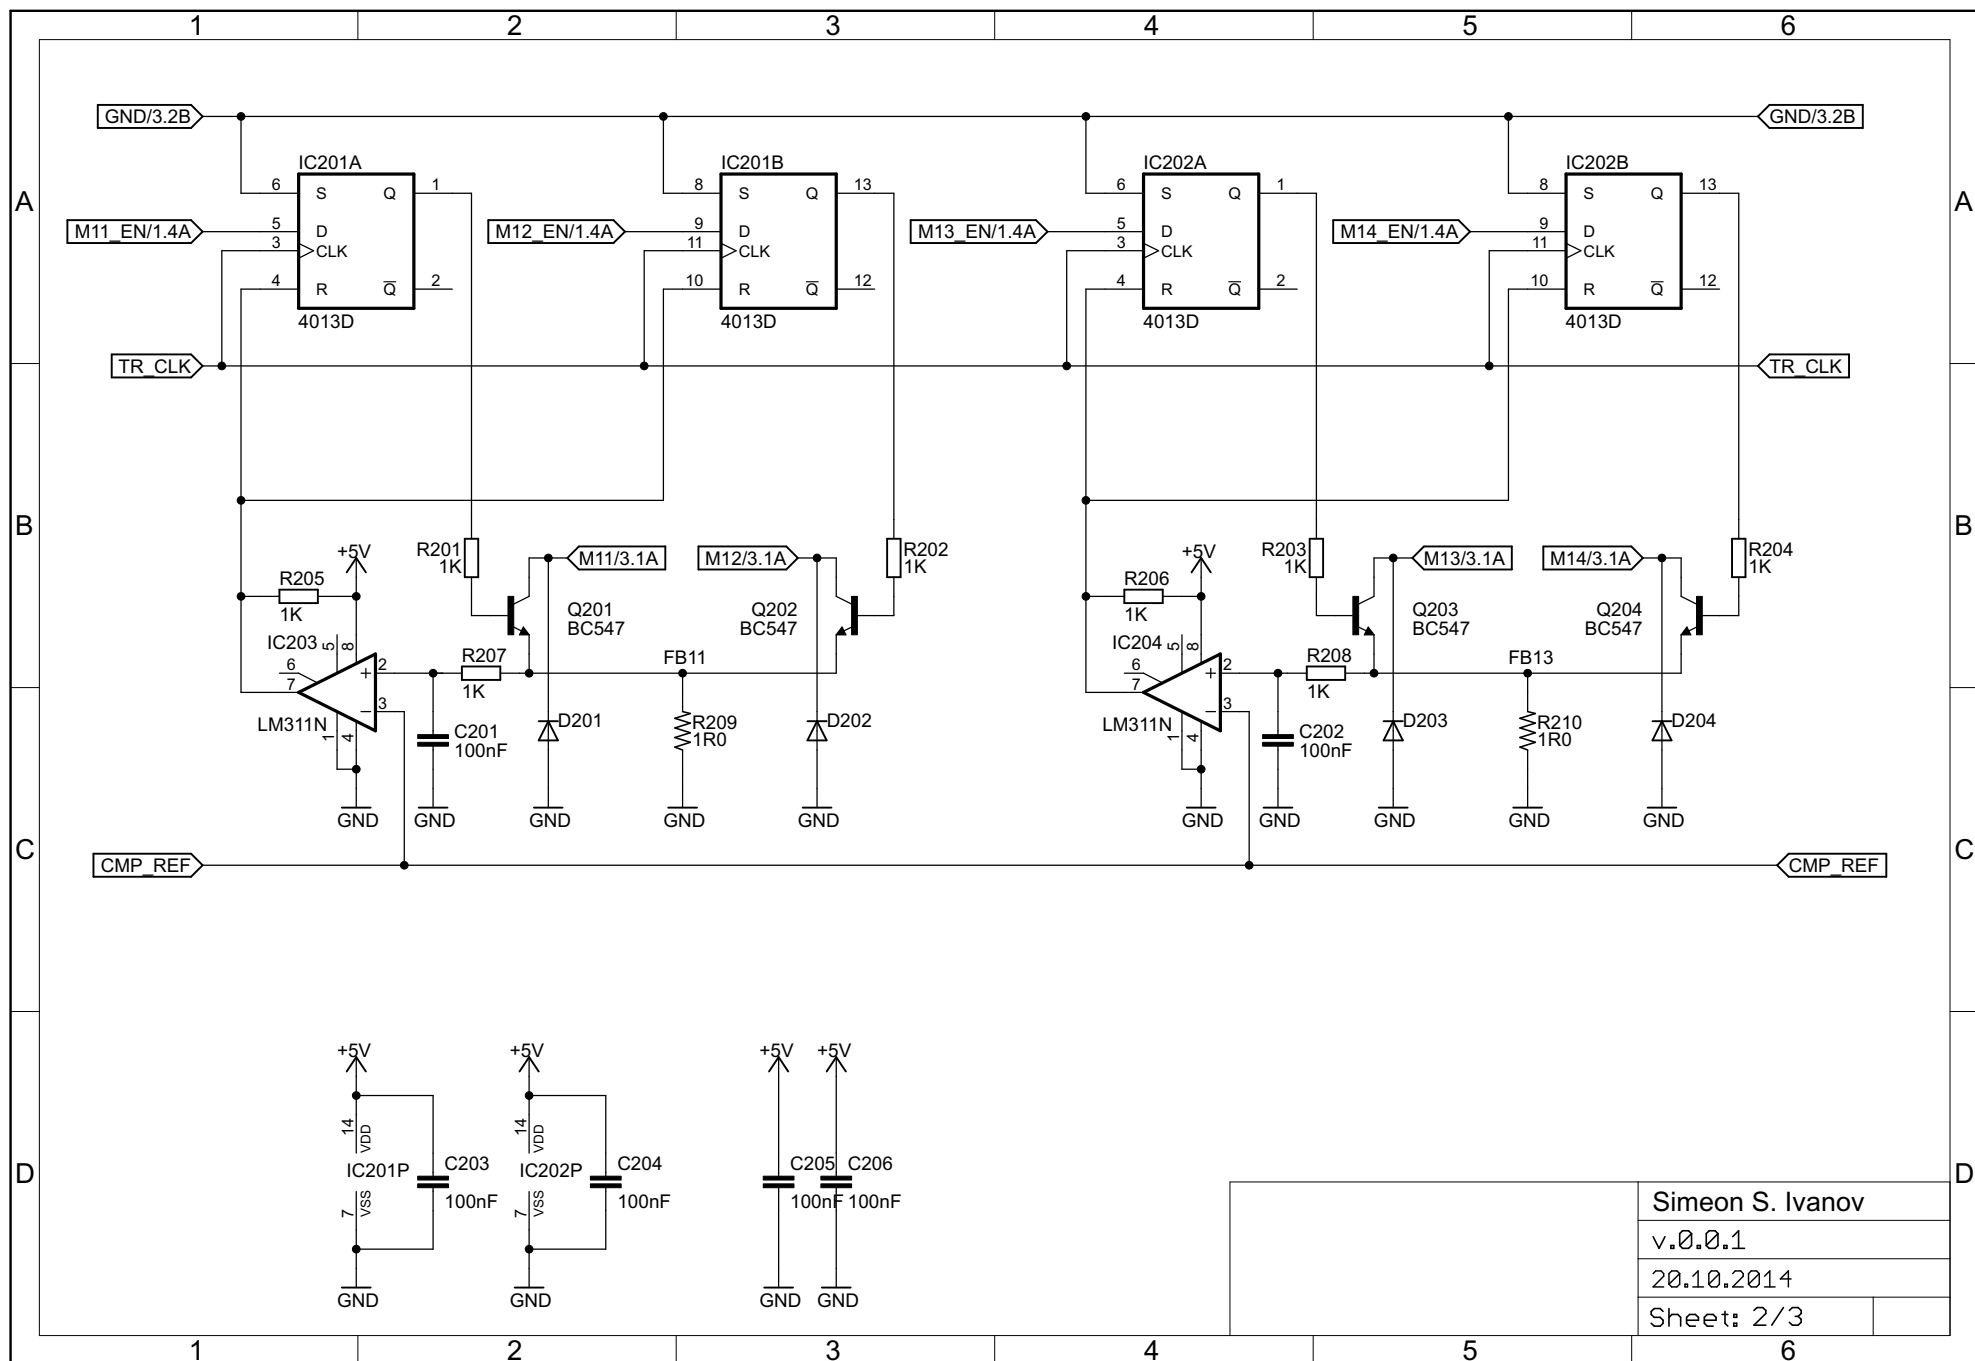 1 2 3 4 5 6
GND/3.2B GND/3.2B
IC201A IC201B IC202A IC202B
6 S Q 1 8 S Q 13 6 S Q 1 8 S Q 13
A A
M11_EN/1.4A 5 D M12_EN/1.4A 9 D M13_EN/1.4A 5 D M14_EN/1.4A 9 D
3 CLK 11 CLK 3 CLK 11 CLK
4 R Q 2 10 R Q 12 4 R Q 2 10 R Q 12
4013D 4013D 4013D 4013D
TR_CLK TR_CLK
B B
+5V R201 1K M11/3.1A M12/3.1A R202 1K +5V R203 1K M13/3.1A M14/3.1A R204 1K
R205 1K Q201 BC547 Q202 BC547 R206 1K Q203 BC547 Q204 BC547
IC203 5 8 R207 1K FB11 IC204 5 8 R208 1K FB13
6 7 + 2 6 7 + 2
− 3 − 3
LM311N 1 4 C201 100nF D201 R209 1R0 D202 LM311N 1 4 C202 100nF D203 R210 1R0 D204
GND GND GND GND GND GND GND GND GND GND
C C
CMP_REF CMP_REF
+5V +5V +5V +5V
14 VDD 14 VDD
D D
IC201P C203 IC202P C204 C205 C206
7 VSS 100nF 7 VSS 100nF 100nF 100nF
GND GND GND GND
Simeon S. Ivanov
v.0.0.1
20.10.2014
Sheet: 2/3
1 2 3 4 5 6